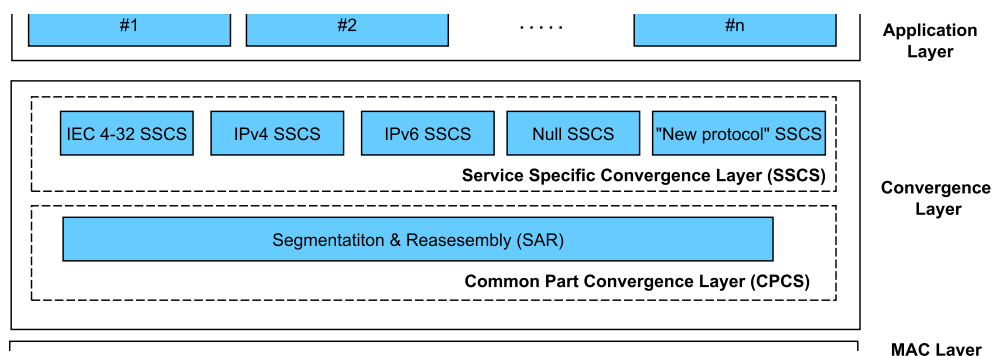 #1
#2
.....
#n
Application
Layer
IEC 4-32 SSCS
IPv4 SSCS
IPv6 SSCS
Null SSCS
"New protocol" SSCS
Service Specific Convergence Layer (SSCS)
Convergence
Layer
Segmentatiton & Reasesembly (SAR)
Common Part Convergence Layer (CPCS)
MAC Layer